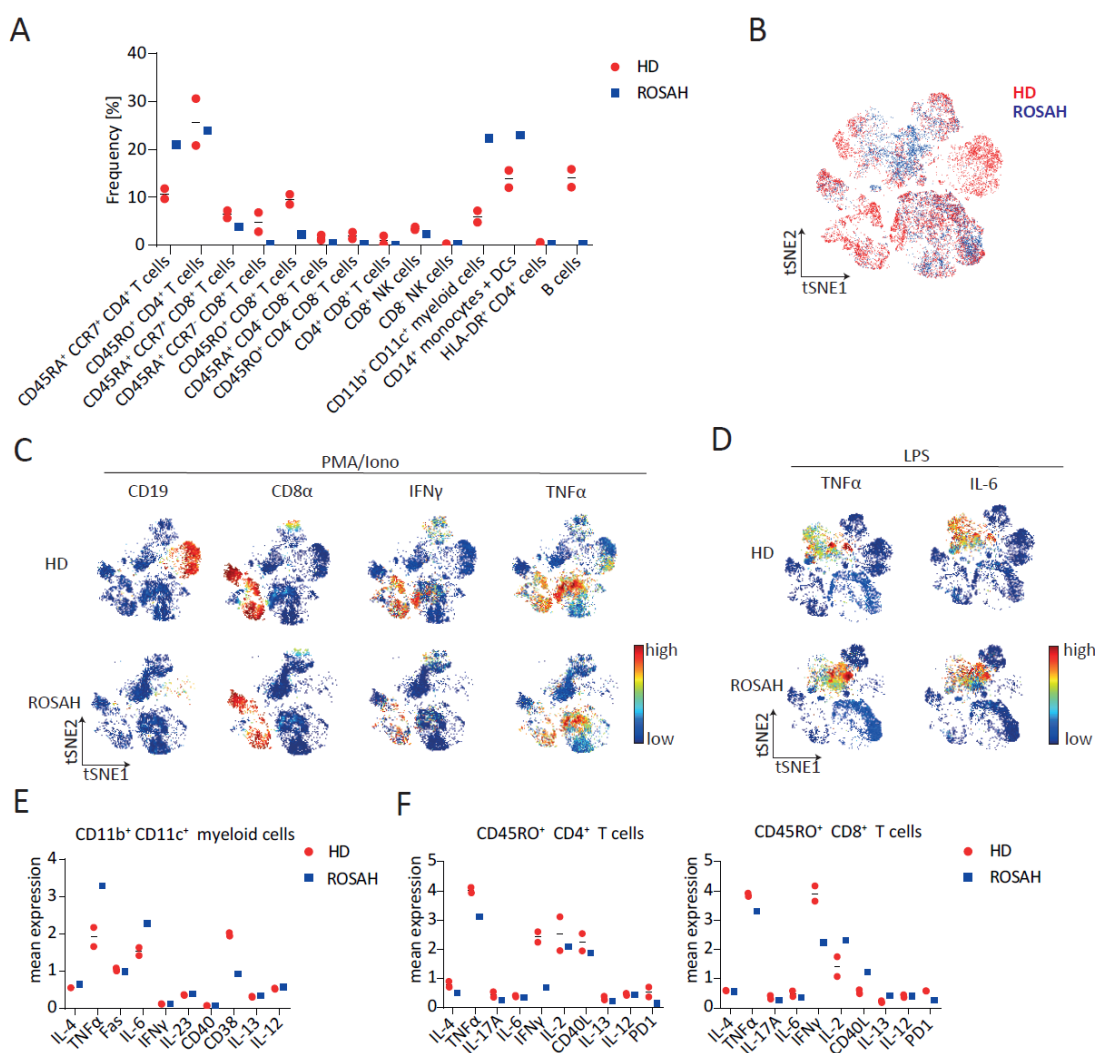 A
40
30
20
10
0
Frequency [%]
HD
ROSAH
CD45RA⁺ CCR7⁺ CD4⁺ T cells
CD45RO⁺ CD4⁺ T cells
CD45RA⁺ CCR7⁺ CD8⁺ T cells
CD45RA⁺ CCR7⁻ CD8⁺ T cells
CD45RO⁺ CD8⁺ T cells
CD45RA⁺ CD4⁻ CD8⁻ T cells
CD45RO⁺ CD4⁻ CD8⁻ T cells
CD4⁺ CD8⁺ T cells
CD8⁺ NK cells
CD8⁻ NK cells
CD11b⁺ CD11c⁺ myeloid cells
CD14⁺ monocytes + DCs
HLA-DR⁺ CD4⁺ cells
B cells
B
HD
ROSAH
tSNE2
tSNE1
C
PMA/Iono
CD19 CD8α IFNγ TNFα
HD
ROSAH
high
low
tSNE2
tSNE1
D
LPS
TNFα IL-6
HD
ROSAH
high
low
tSNE2
tSNE1
E
CD11b⁺ CD11c⁺ myeloid cells
HD
ROSAH
mean expression
4
3
2
1
0
IL-4
TNFα
Fas
IL-6
IFNγ
IL-23
CD40
CD38
IL-13
IL-12
F
CD45RO⁺ CD4⁺ T cells
mean expression
5
4
3
2
1
0
IL-4
TNFα
IL-17A
IL-6
IFNγ
IL-2
CD40L
IL-13
IL-12
PD1
CD45RO⁺ CD8⁺ T cells
HD
ROSAH
mean expression
5
4
3
2
1
0
IL-4
TNFα
IL-17A
IL-6
IFNγ
IL-2
CD40L
IL-13
IL-12
PD1